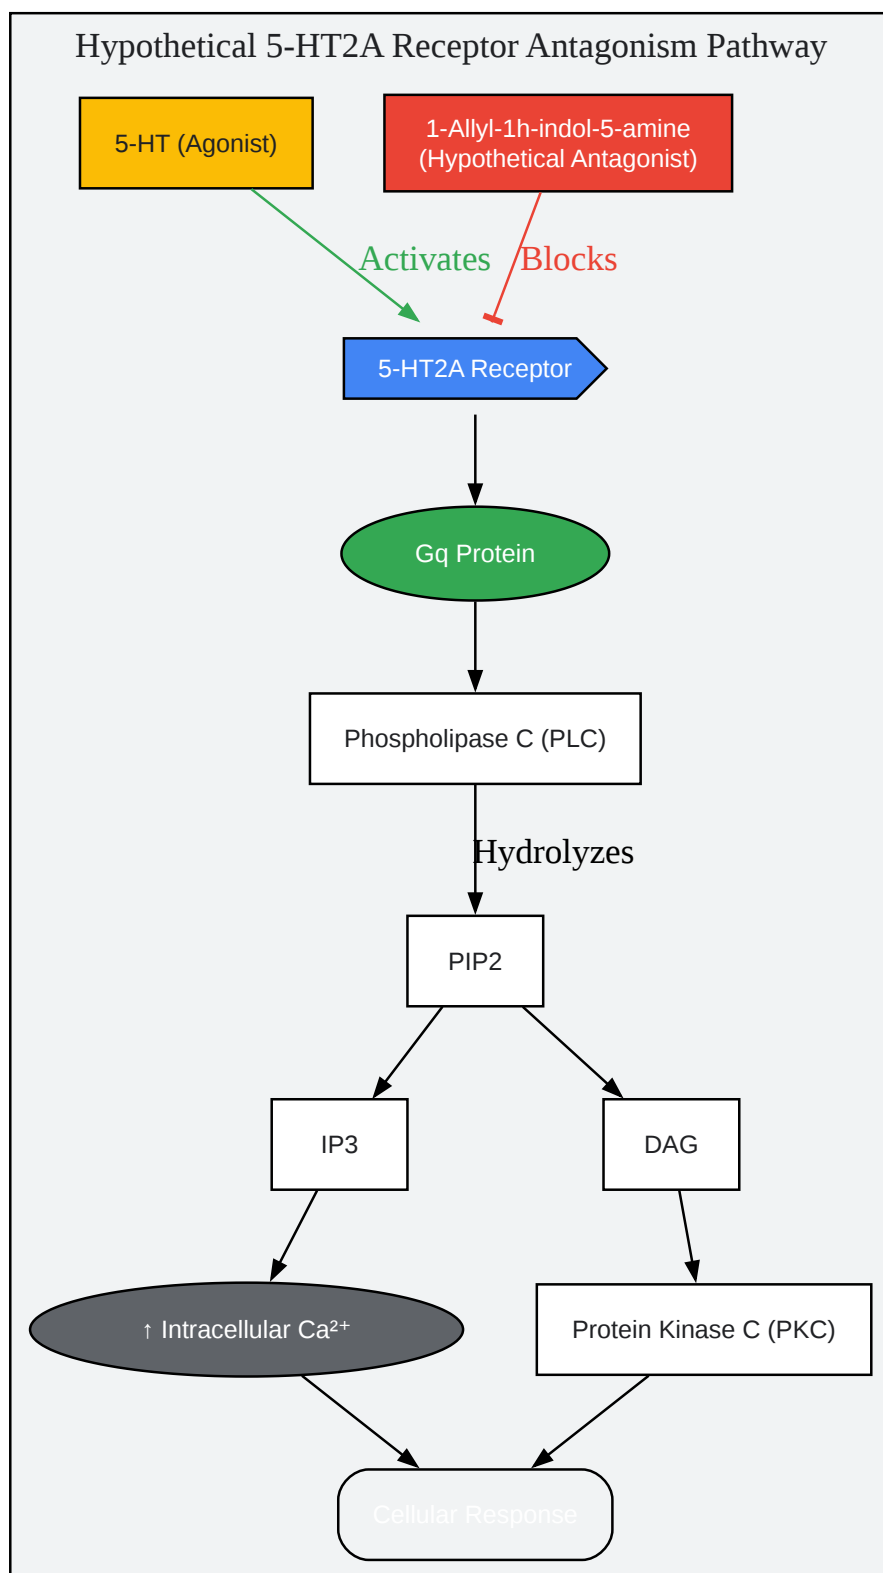 Hypothetical 5-HT2A Receptor Antagonism Pathway
5-HT (Agonist)
1-Allyl-1h-indol-5-amine
(Hypothetical Antagonist)
Activates
Blocks
5-HT2A Receptor
Gq Protein
Phospholipase C (PLC)
Hydrolyzes
PIP2
IP3
DAG
↑ Intracellular Ca²⁺
Protein Kinase C (PKC)
Cellular Response